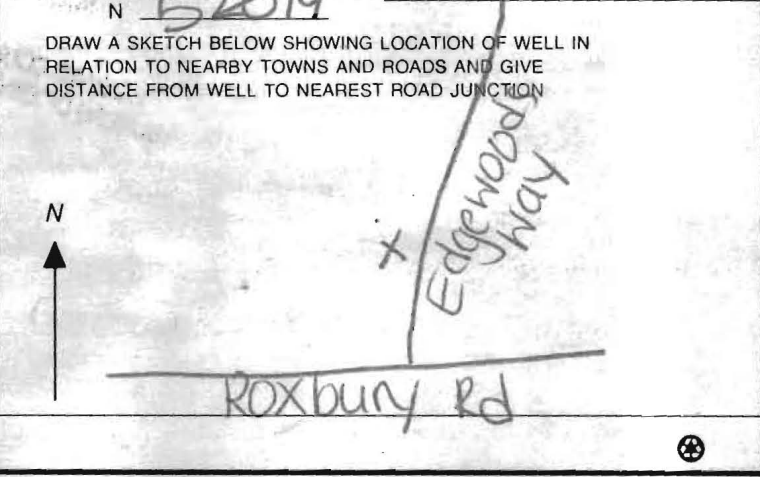 N
DRAW A SKETCH BELOW SHOWING LOCATION OF WELL IN
RELATION TO NEARBY TOWNS AND ROADS AND GIVE
DISTANCE FROM WELL TO NEAREST ROAD JUNCTION
Edgewoods
Way
N
X
Roxbury Rd